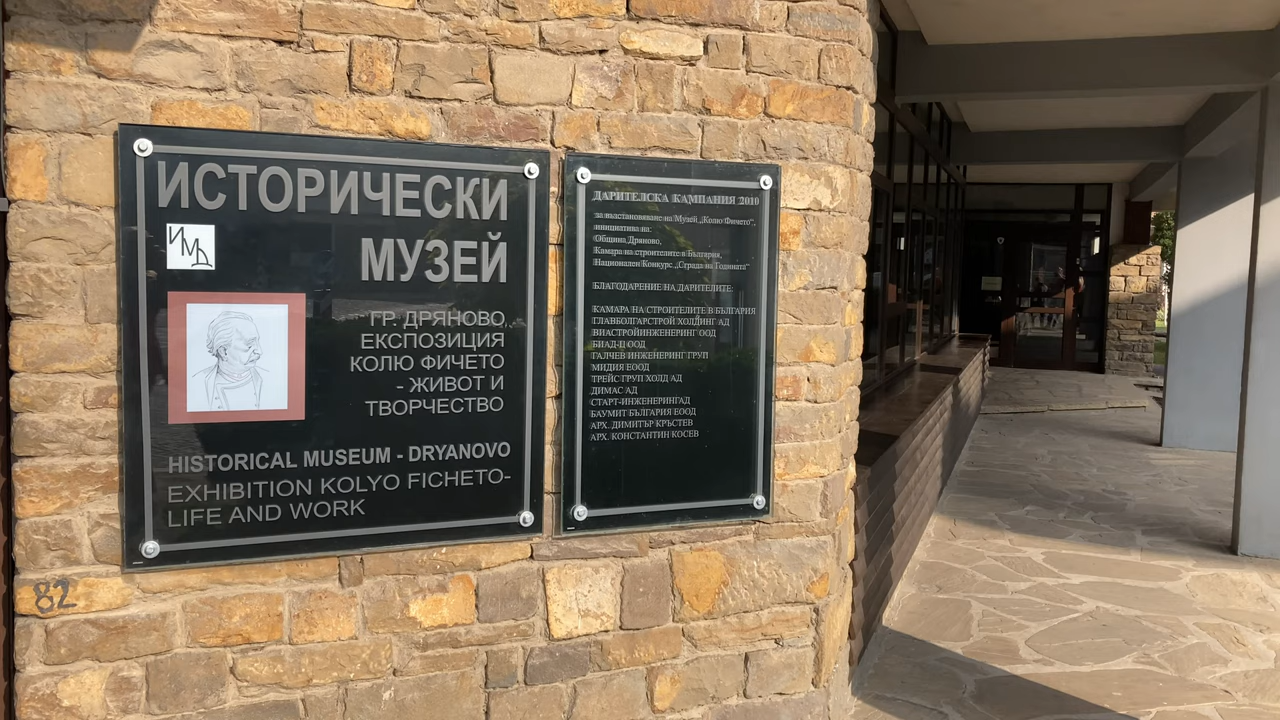 ИСТОРИЧЕСКИ
МУЗЕЙ
ИМД
ГР. ДРЯНОВО,
ЕКСПОЗИЦИЯ
КОЛЮ ФИЧЕТО
- ЖИВОТ И
ТВОРЧЕСТВО
HISTORICAL MUSEUM - DRYANOVO
EXHIBITION KOLYO FICHETO-
LIFE AND WORK
ДАРИТЕЛСКА КАМПАНИЯ 2010
за възстановяване на Музей „Колю Фичето“,
инициатива на:
Община Дряново,
Камара на строителите в България,
Национален Конкурс „Сграда на Годината“
БЛАГОДАРЕНИЕ НА ДАРИТЕЛИТЕ:
КАМАРА НА СТРОИТЕЛИТЕ В БЪЛГАРИЯ
ГЛАВБОЛГАРСТРОЙ ХОЛДИНГ АД
ВИАСТРОЙИНЖЕНЕРИНГ ООД
БИАД-Ц ООД
ГАЛЧЕВ ИНЖЕНЕРИНГ ГРУП
МИДИЯ ЕООД
ТРЕЙС ГРУП ХОЛД АД
ДИМАС АД
СТАРТ-ИНЖЕНЕРИНГАД
БАУМИТ БЪЛГАРИЯ ЕООД
АРХ. ДИМИТЪР КРЪСТЕВ
АРХ. КОНСТАНТИН КОСЕВ
82